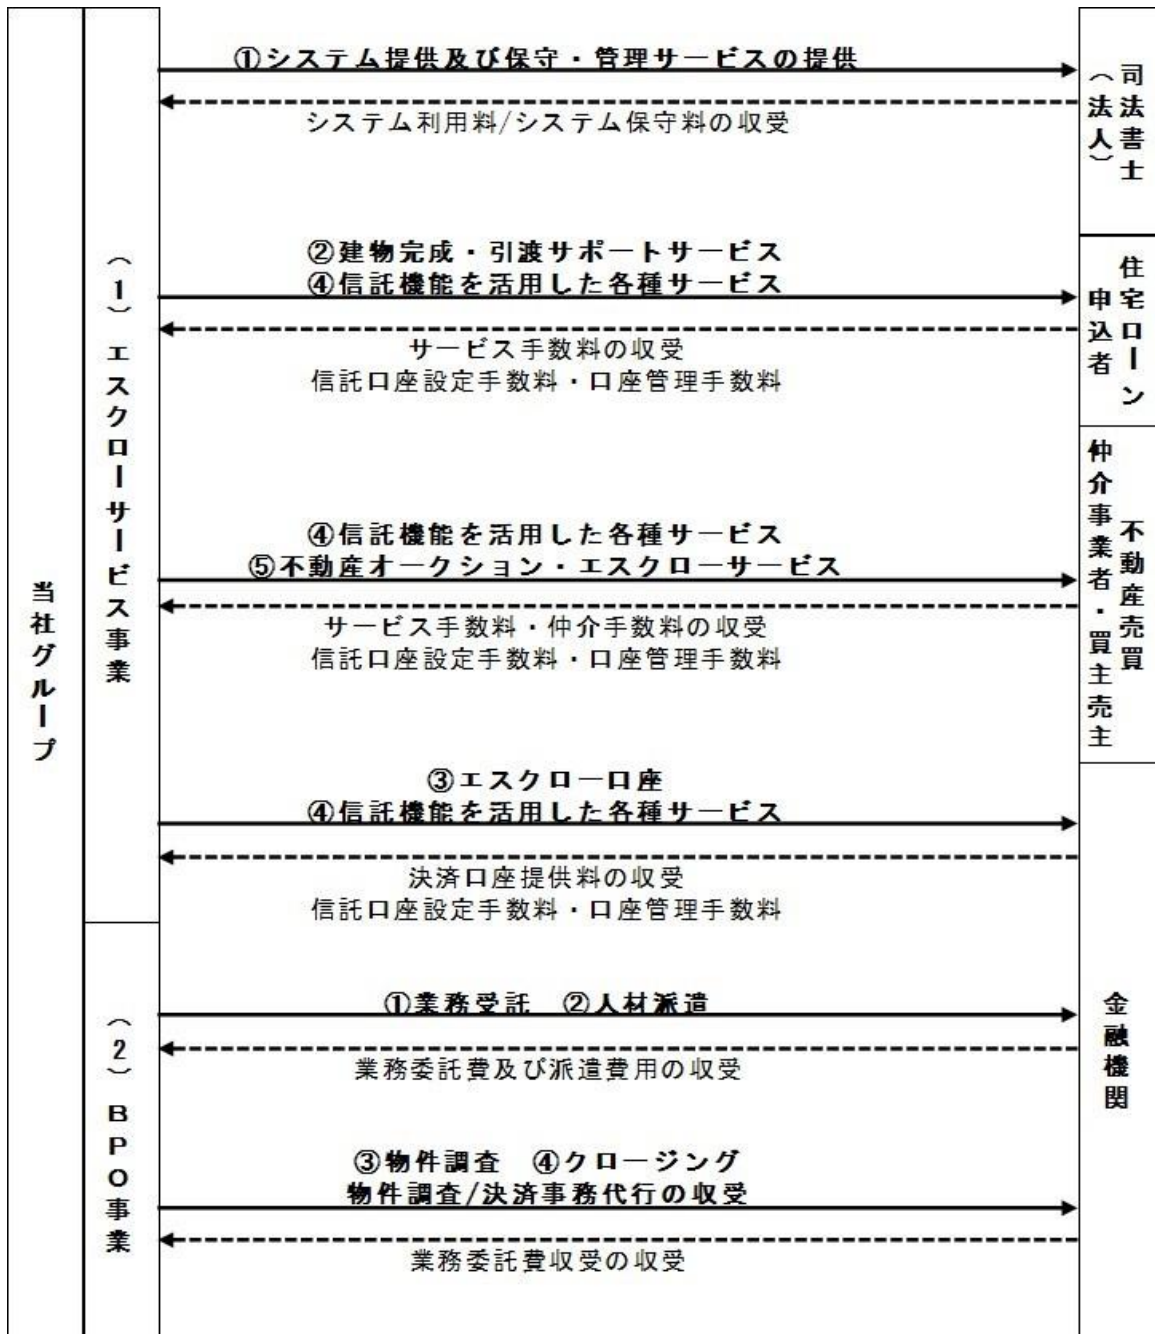 当社グループ
（1）エスクローサービス事業
①システム提供及び保守・管理サービスの提供
システム利用料/システム保守料の収受
司法書士
（法人）
②建物完成・引渡サポートサービス
④信託機能を活用した各種サービス
サービス手数料の収受
信託口座設定手数料・口座管理手数料
住宅ローン
申込者
④信託機能を活用した各種サービス
⑤不動産オークション・エスクローサービス
サービス手数料・仲介手数料の収受
信託口座設定手数料・口座管理手数料
不動産売買
仲介事業者・買主売主
③エスクロー口座
④信託機能を活用した各種サービス
決済口座提供料の収受
信託口座設定手数料・口座管理手数料
（2）BPO事業
①業務受託　②人材派遣
業務委託費及び派遣費用の収受
③物件調査　④クロージング
物件調査/決済事務代行の収受
業務委託費収受の収受
金融機関